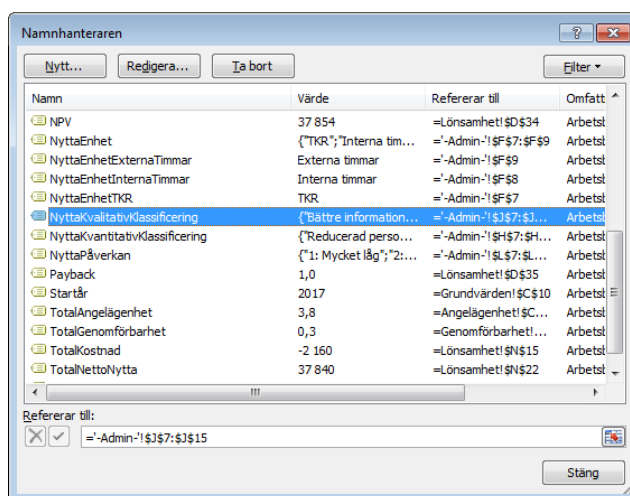 Namnhanteraren
Nytt... Redigera... Ta bort Filter
Namn Värde Refererar till Omfatt
NPV 37 854 =Lönsamhet!$D$34 Arbetsb
NyttaEnhet {"TKR";"Interna tim... ='-Admin-'!$F$7:$F$9 Arbetsb
NyttaEnhetExternaTimmar Externa timmar ='-Admin-'!$F$9 Arbetsb
NyttaEnhetInternaTimmar Interna timmar ='-Admin-'!$F$8 Arbetsb
NyttaEnhetTKR TKR ='-Admin-'!$F$7 Arbetsb
NyttaKvalitativKlassificering {"Bättre information... ='-Admin-'!$J$7:$J... Arbetsb
NyttaKvantitativKlassificering {"Reducerad perso... ='-Admin-'!$H$7:$H... Arbetsb
NyttaPåverkan {"1: Mycket låg";"2:... ='-Admin-'!$L$7:$L... Arbetsb
Payback 1,0 =Lönsamhet!$D$35 Arbetsb
Startår 2017 =Grundvärden!$C$10 Arbetsb
TotalAngelägenhet 3,8 =Angelägenhet!$C... Arbetsb
TotalGenomförbarhet 0,3 =Genomförbarhet!... Arbetsb
TotalKostnad -2 160 =Lönsamhet!$N$15 Arbetsb
TotalNettoNytta 37 840 =Lönsamhet!$N$22 Arbetsb
Refererar till:
='-Admin-'!$J$7:$J$15
Stäng